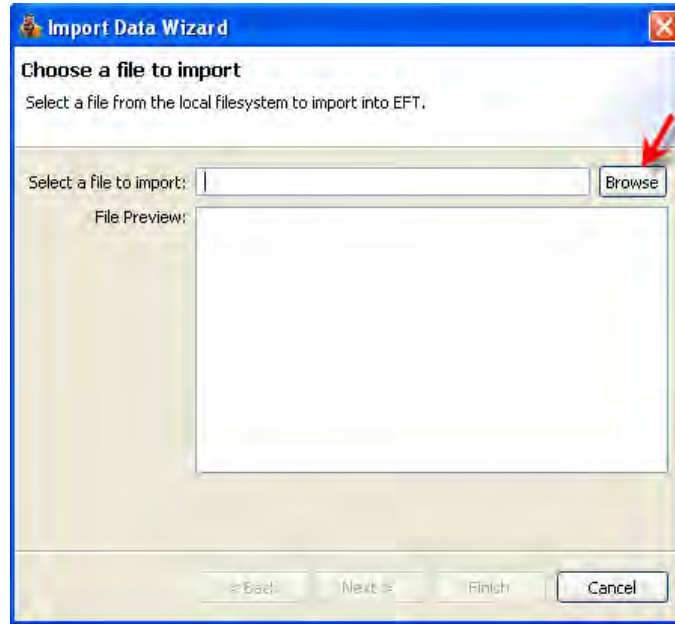 Import Data Wizard
Choose a file to import
Select a file from the local filesystem to import into EFT.
Select a file to import:
Browse
File Preview:
< Back Next > Finish Cancel